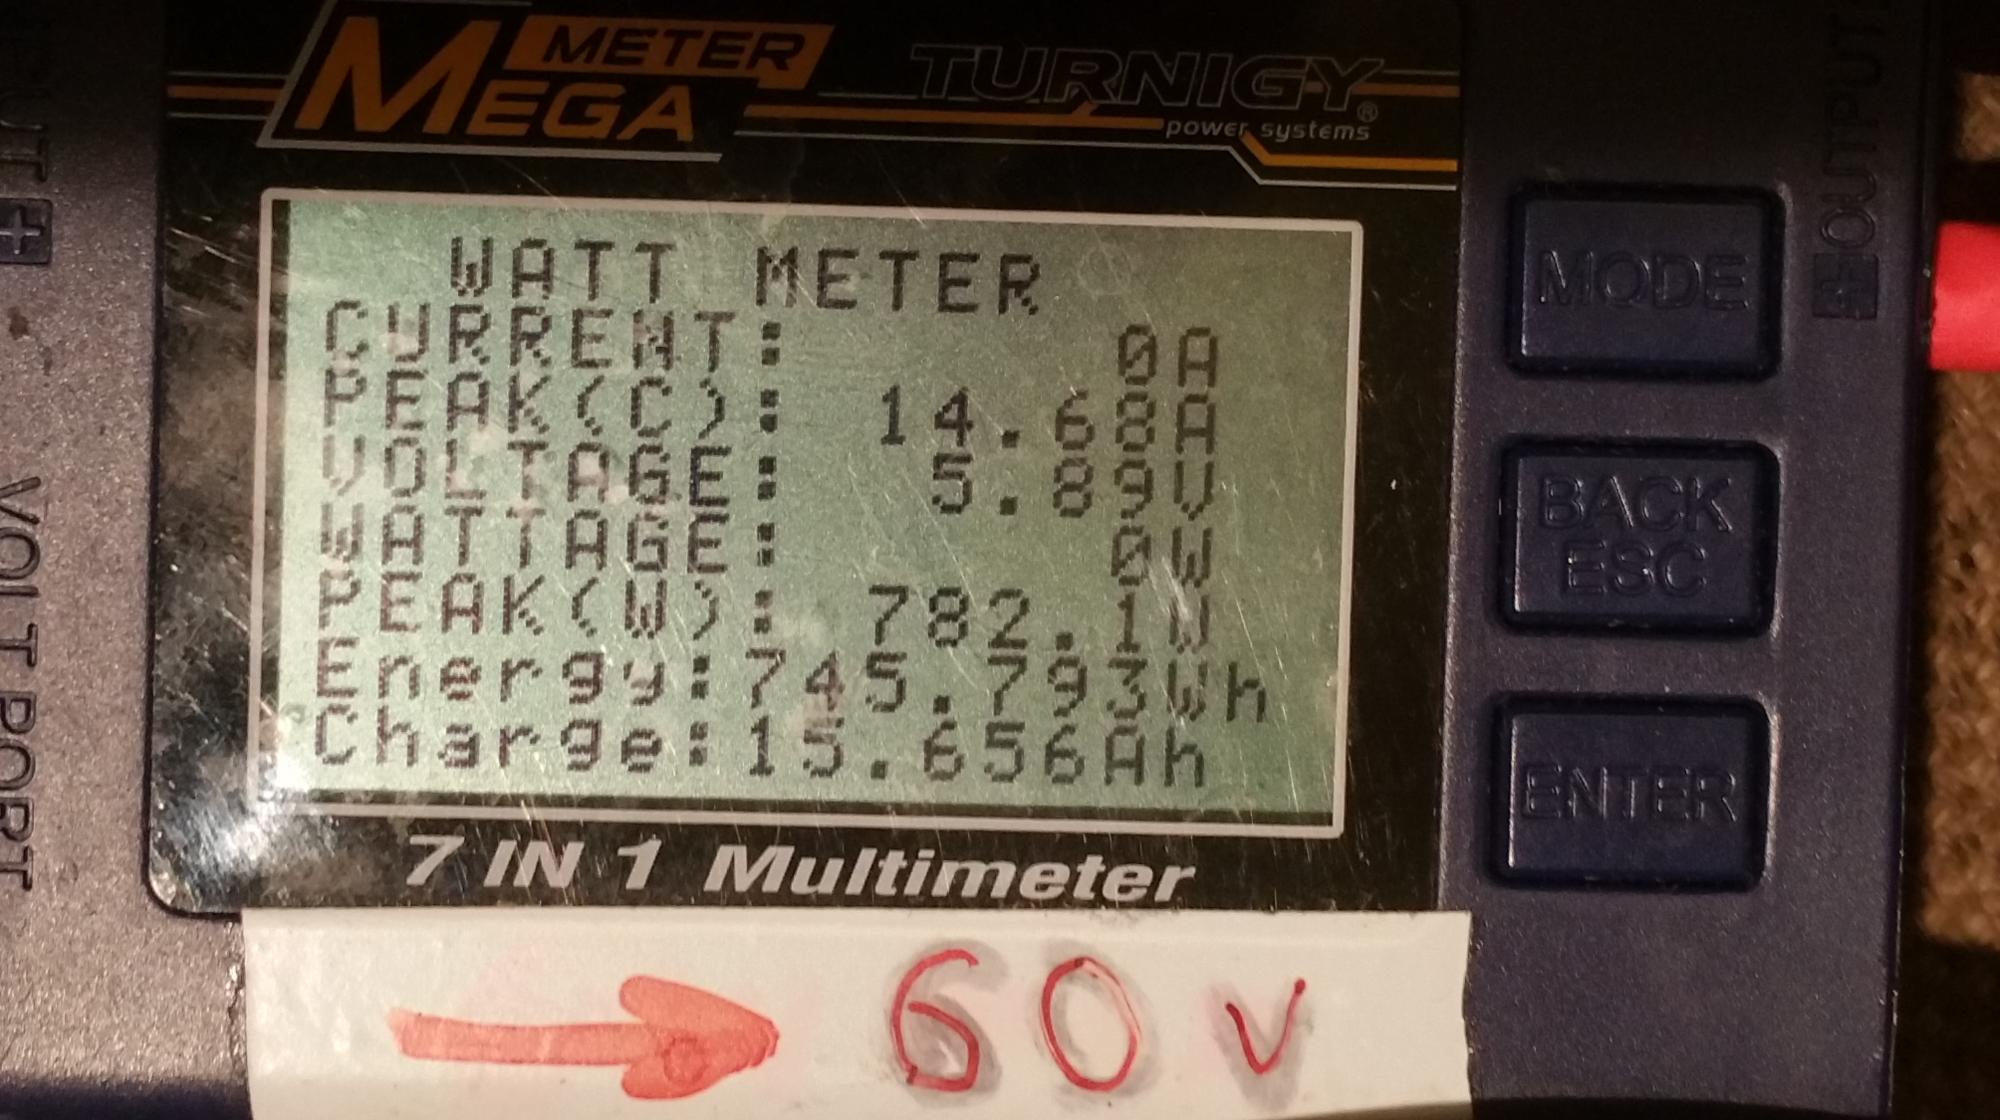 METER
MEGA
TURNIGY®
power systems
WATT METER
CURRENT: 0A
PEAK(C): 14.68A
VOLTAGE: 5.89V
WATTAGE: 0W
PEAK(W): 782.1W
Energy:745.793Wh
Charge:15.656Ah
7 IN 1 Multimeter
60V
MODE
BACK
ESC
ENTER
OUTPUT
VOLT PORT